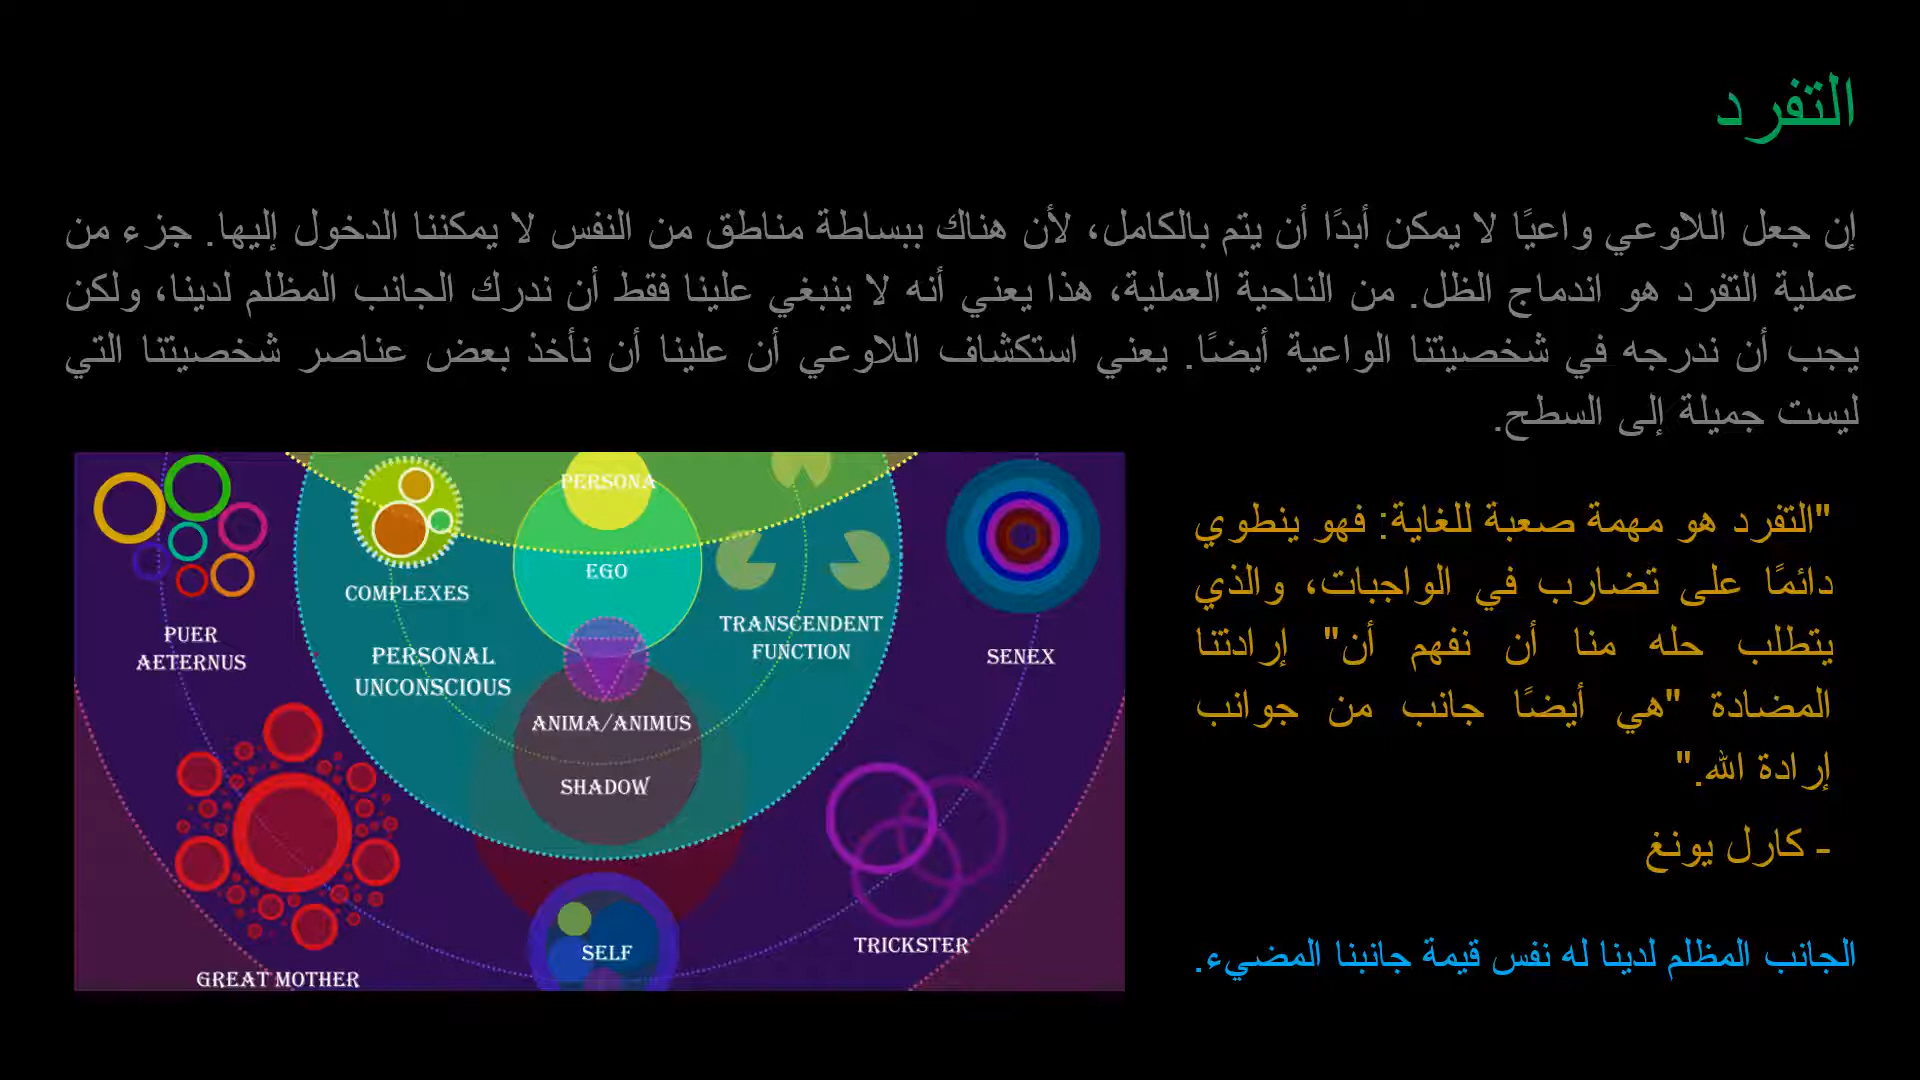 التفرد
إن جعل اللاوعي واعيًا لا يمكن أبدًا أن يتم بالكامل، لأن هناك ببساطة مناطق من النفس لا يمكننا الدخول إليها. جزء من
عملية التفرد هو اندماج الظل. من الناحية العملية، هذا يعني أنه لا ينبغي علينا فقط أن ندرك الجانب المظلم لدينا، ولكن
يجب أن ندرجه في شخصيتنا الواعية أيضًا. يعني استكشاف اللاوعي أن علينا أن نأخذ بعض عناصر شخصيتنا التي
ليست جميلة إلى السطح.
"التفرد هو مهمة صعبة للغاية: فهو ينطوي
دائمًا على تضارب في الواجبات، والذي
يتطلب حله منا أن نفهم أن" إرادتنا
المضادة "هي أيضًا جانب من جوانب
إرادة الله."
- كارل يونغ
الجانب المظلم لدينا له نفس قيمة جانبنا المضيء.
PERSONA
EGO
COMPLEXES
PERSONAL
UNCONSCIOUS
TRANSCENDENT
FUNCTION
PUER
AETERNUS
SENEX
ANIMA/ANIMUS
SHADOW
SELF
TRICKSTER
GREAT MOTHER